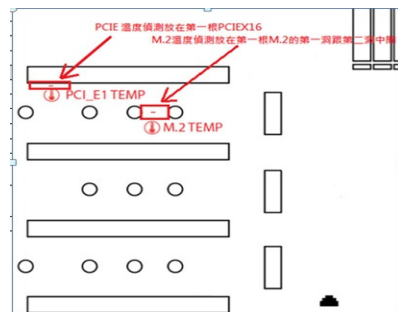 PCIE 溫度偵測放在第一根PCIEX16
M.2溫度偵測放在第一根M.2的第一洞跟第二洞中間
PCI_E1 TEMP
M.2 TEMP